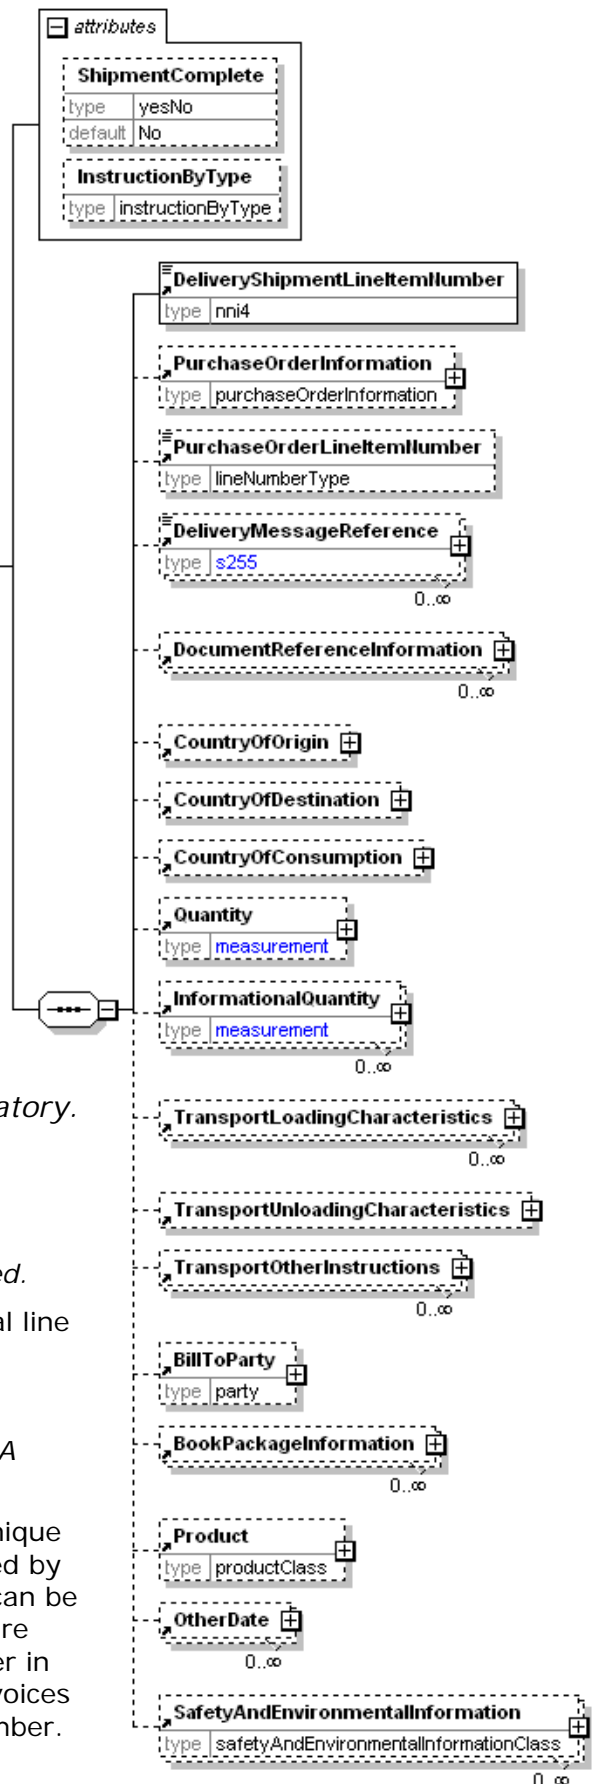 attributes
ShipmentComplete
type yesNo
default No
InstructionByType
type instructionByType
DeliveryShipmentLineItemNumber
type nni4
PurchaseOrderInformation
type purchaseOrderInformation
PurchaseOrderLineItemNumber
type lineNumberType
DeliveryMessageReference
type s255
0..∞
DocumentReferenceInformation
0..∞
CountryOfOrigin
CountryOfDestination
CountryOfConsumption
Quantity
type measurement
InformationalQuantity
type measurement
0..∞
atory.
TransportLoadingCharacteristics
0..∞
TransportUnloadingCharacteristics
ed.
TransportOtherInstructions
0..∞
al line
BillToParty
type party
A
BookPackageInformation
0..∞
nique
ed by
can be
re
er in
voices
mber.
Product
type productClass
OtherDate
0..∞
SafetyAndEnvironmentalInformation
type safetyAndEnvironmentalInformationClass
0..∞